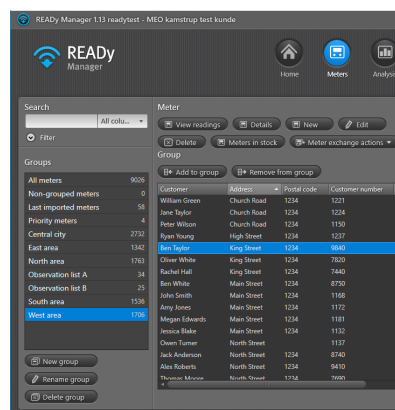 READy Manager 1.13 readytest - MEO kamstrup test kunde
READy
Manager
Home Meters Analysis
Search
All colu...
Filter
Groups
All meters 9026
Non-grouped meters 0
Last imported meters 58
Priority meters 4
Central city 2732
East area 1342
North area 1763
Observation list A 34
Observation list B 25
South area 1536
West area 1706
New group
Rename group
Delete group
Meter
View readings Details New Edit
Delete Meters in stock Meter exchange actions
Group
Add to group Remove from group
Customer Address Postal code Customer number
William Green Church Road 1234 1221
Jane Taylor Church Road 1234 1224
Peter Wilson Church Road 1234 1150
Ryan Young High Street 1234 1237
Ben Taylor King Street 1234 9840
Oliver White King Street 1234 7820
Rachel Hall King Street 1234 7440
Ben White Main Street 1234 8750
John Smith Main Street 1234 1168
Amy Jones Main Street 1234 1172
Megan Edwards Main Street 1234 1181
Jessica Blake Main Street 1234 1132
Owen Turner North Street 1137
Jack Anderson North Street 1234 8740
Alex Roberts North Street 1234 9410
Thomas Moore North Street 1234 7690